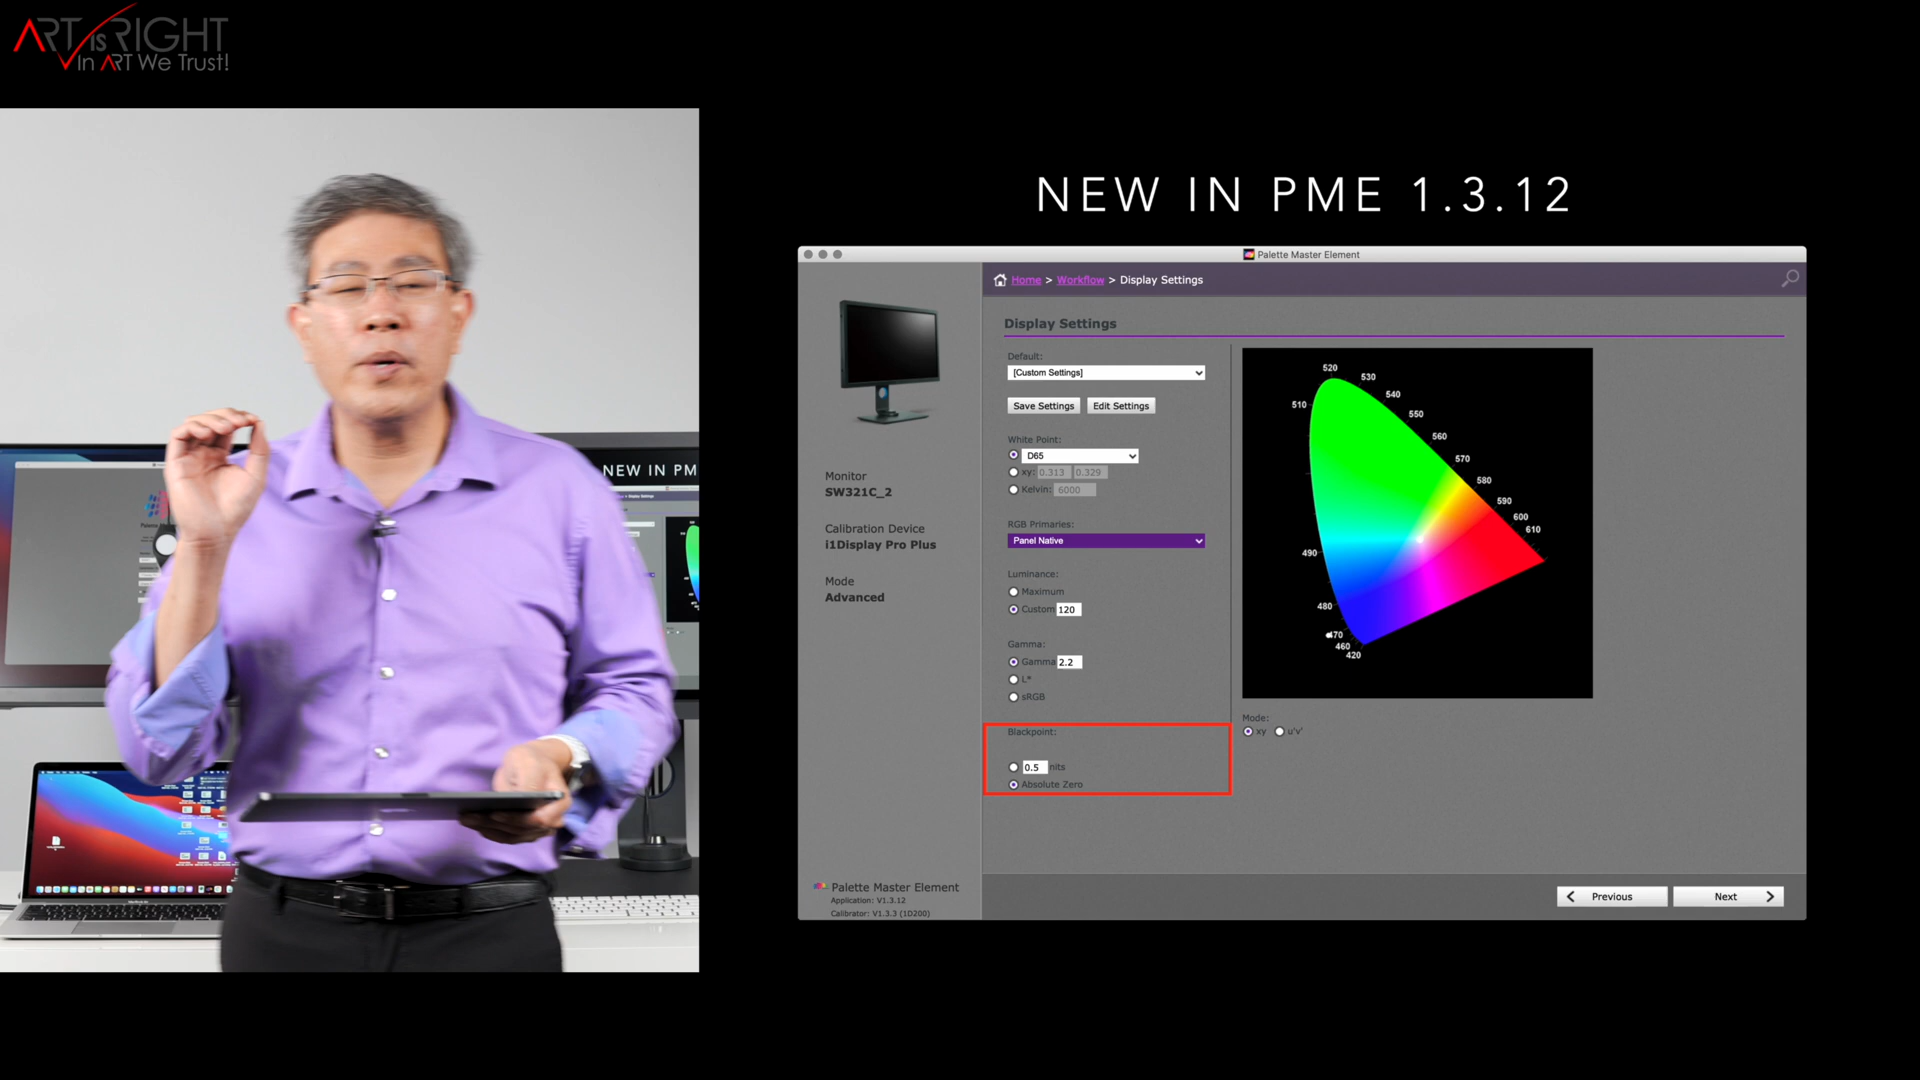 ART is RIGHT
In ART We Trust!
NEW IN PME 1.3.12
NEW IN PM
Palette Master Element
Home > Workflow > Display Settings
Display Settings
Default:
[Custom Settings]
Save Settings
Edit Settings
White Point:
D65
xy: 0.313 0.329
Kelvin: 6000
RGB Primaries:
Panel Native
Luminance:
Maximum
Custom 120
Gamma:
Gamma 2.2
L*
sRGB
Blackpoint:
0.5 nits
Absolute Zero
Monitor
SW321C_2
Calibration Device
i1Display Pro Plus
Mode
Advanced
Palette Master Element
Application: V1.3.12
Calibrator: V1.3.3 (1D200)
520
530
540
510
550
560
570
580
590
600
610
490
480
470
460
420
Mode:
xy u'v'
Previous
Next